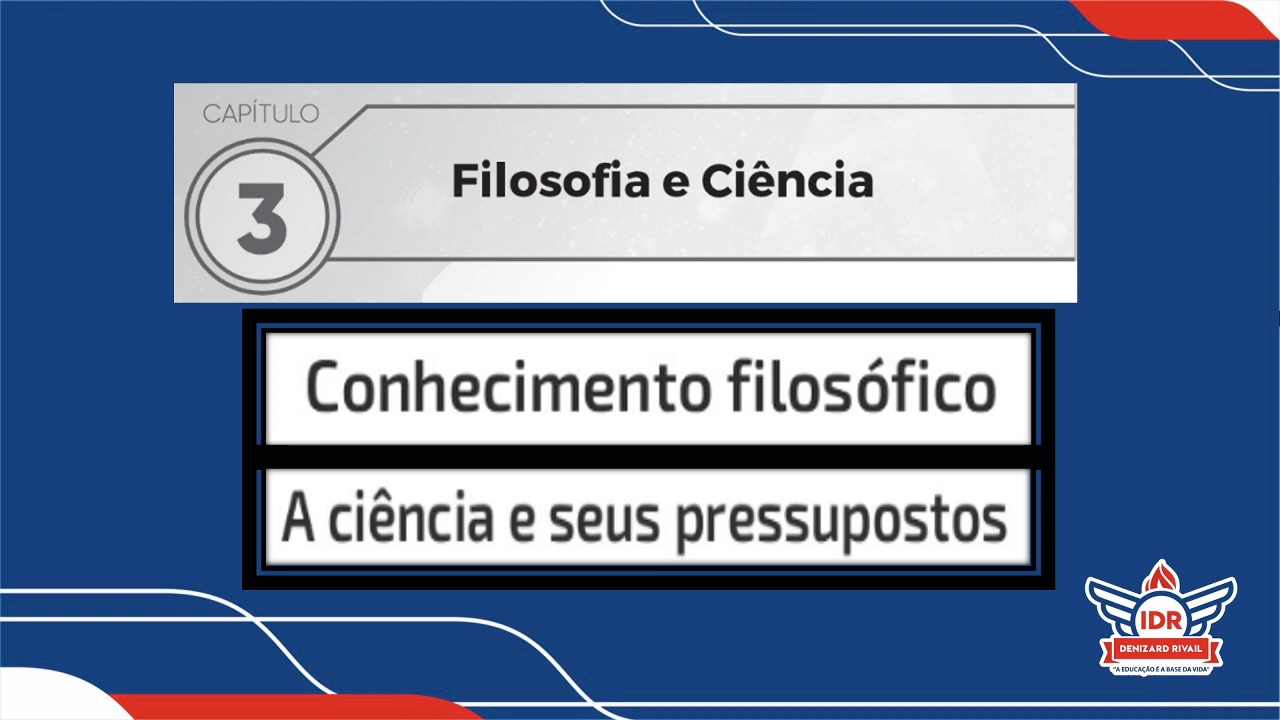 CAPÍTULO
3
Filosofia e Ciência
Conhecimento filosófico
A ciência e seus pressupostos
IDR
DENIZARD RIVAIL
"A EDUCAÇÃO É A BASE DA VIDA"